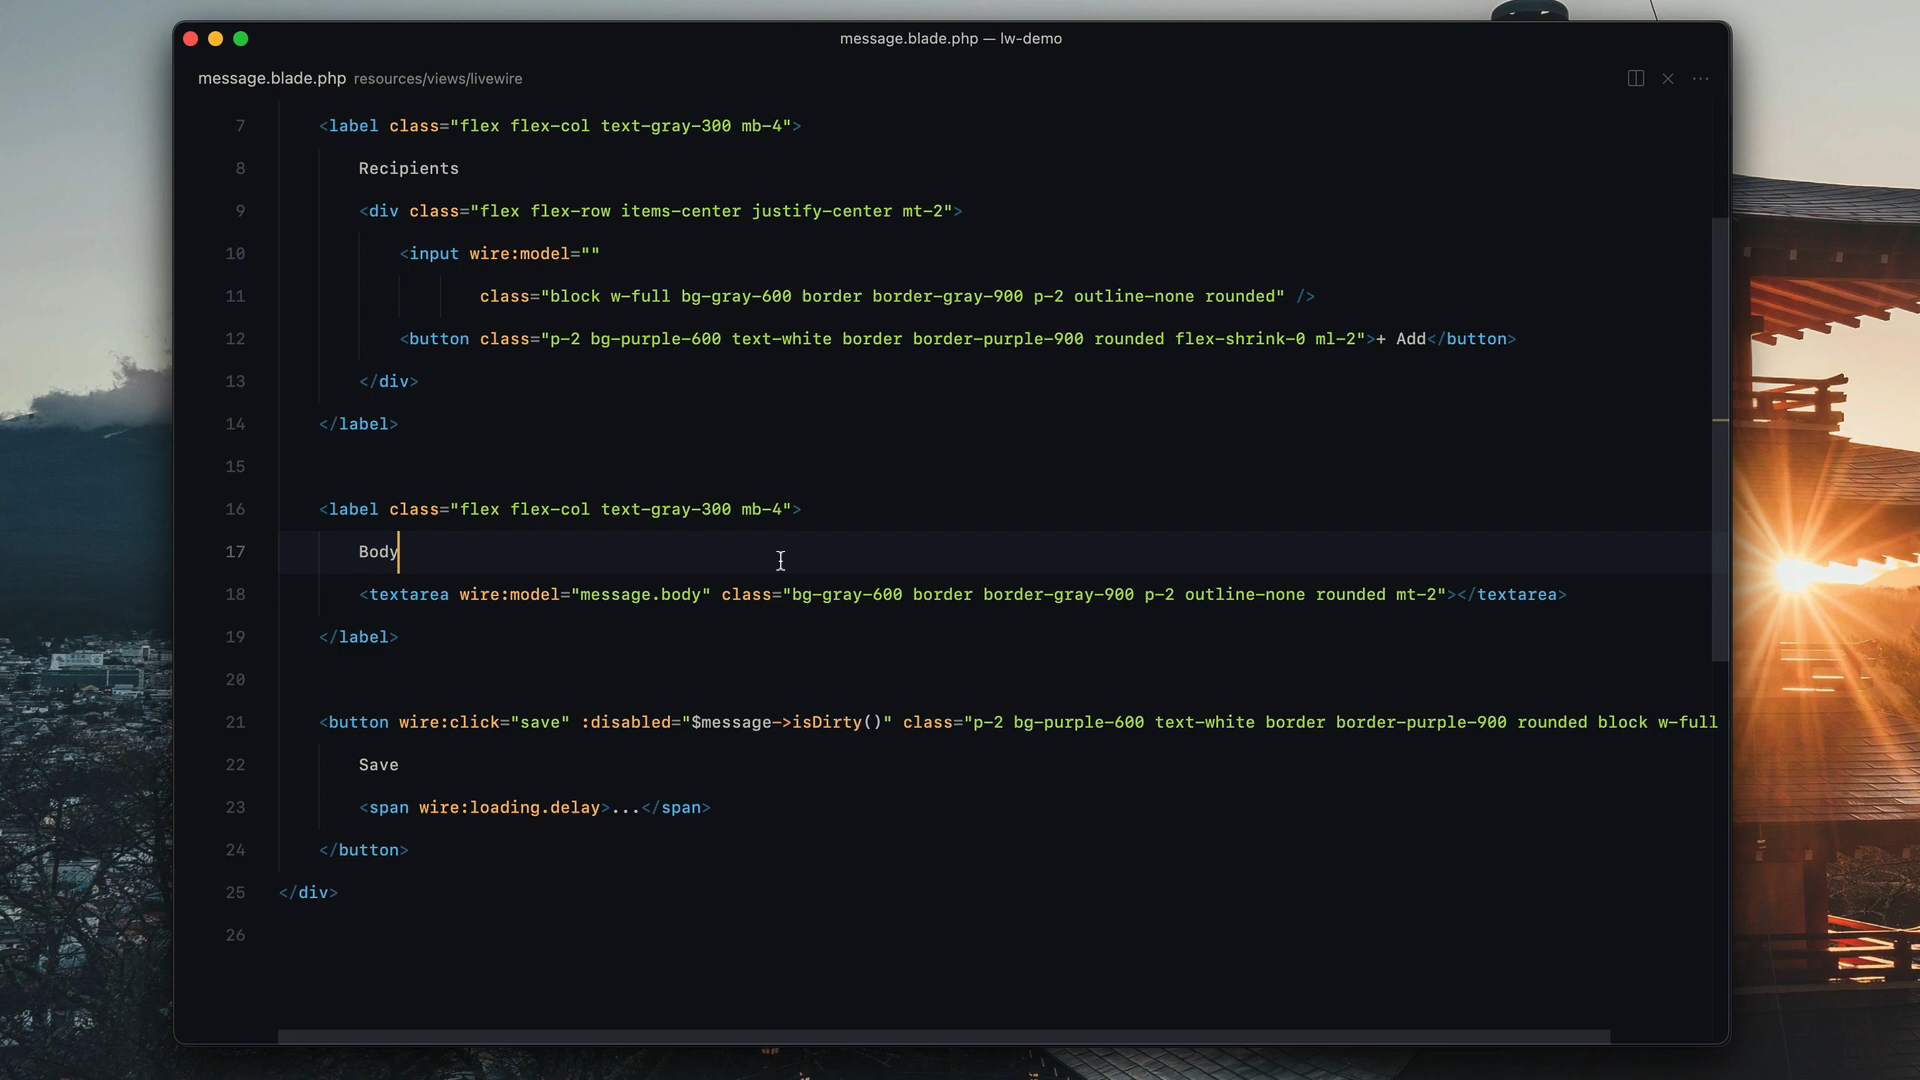 message.blade.php — lw-demo
message.blade.php resources/views/livewire
7 <label class="flex flex-col text-gray-300 mb-4">
8 Recipients
9 <div class="flex flex-row items-center justify-center mt-2">
10 <input wire:model=""
11 class="block w-full bg-gray-600 border border-gray-900 p-2 outline-none rounded" />
12 <button class="p-2 bg-purple-600 text-white border border-purple-900 rounded flex-shrink-0 ml-2">+ Add</button>
13 </div>
14 </label>
15
16 <label class="flex flex-col text-gray-300 mb-4">
17 Body
18 <textarea wire:model="message.body" class="bg-gray-600 border border-gray-900 p-2 outline-none rounded mt-2"></textarea>
19 </label>
20
21 <button wire:click="save" :disabled="$message->isDirty()" class="p-2 bg-purple-600 text-white border border-purple-900 rounded block w-full
22 Save
23 <span wire:loading.delay>...</span>
24 </button>
25 </div>
26